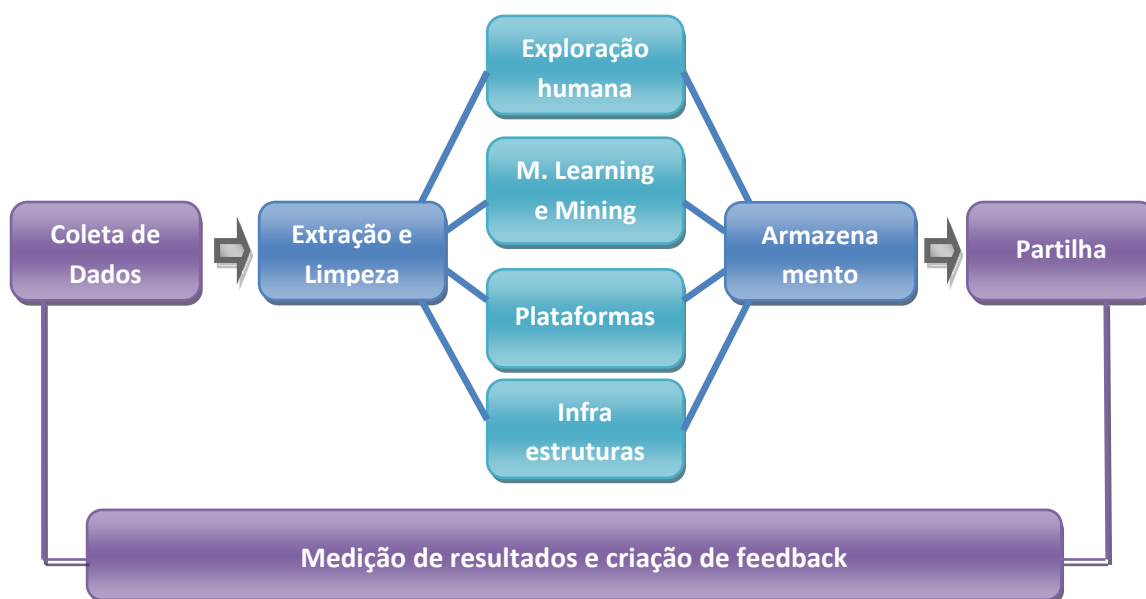 Exploração
humana
M. Learning
e Mining
Coleta de
Dados
Extração e
Limpeza
Armazena
mento
Partilha
Plataformas
Infra
estruturas
Medição de resultados e criação de feedback